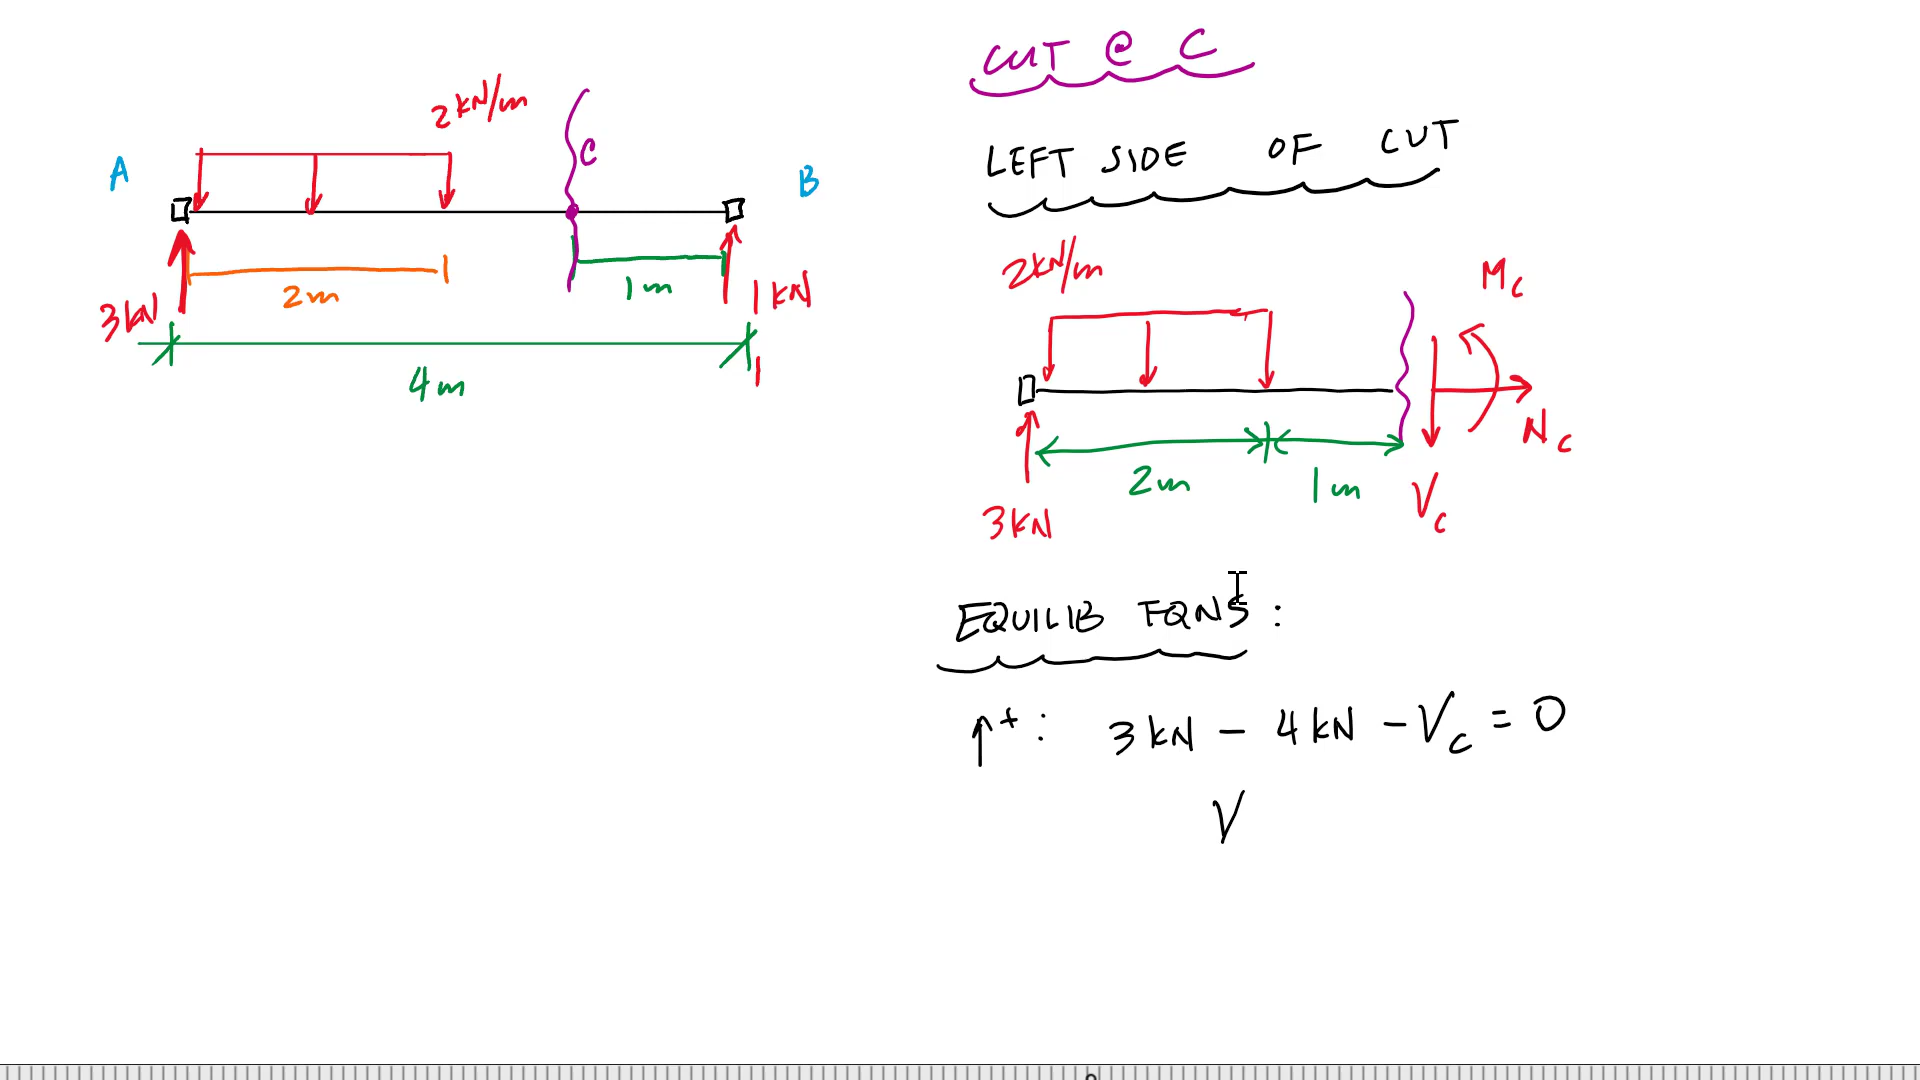 2kN/m
A
C
B
2m
1m
3kN
1kN
4m
CUT @ C
LEFT SIDE OF CUT
2kN/m
Mc
Nc
2m
1m
Vc
3kN
EQUILIB EQNS:
↑+: 3kN - 4kN - Vc = 0
V